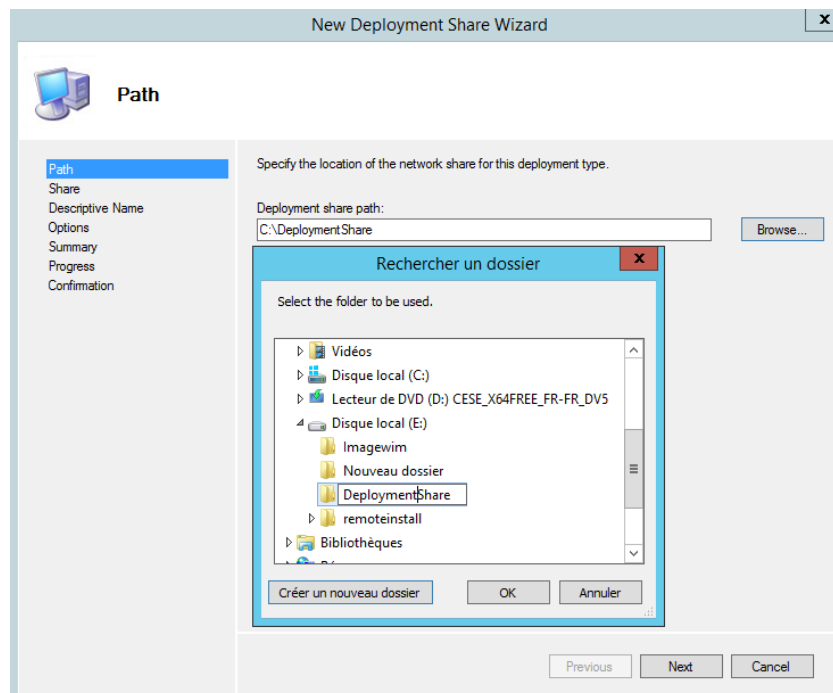 New Deployment Share Wizard
x
Path
Path
Share
Descriptive Name
Options
Summary
Progress
Confirmation
Specify the location of the network share for this deployment type.
Deployment share path:
C:\DeploymentShare
Browse...
Rechercher un dossier
x
Select the folder to be used.
Vidéos
Disque local (C:)
Lecteur de DVD (D:) CESE_X64FREE_FR-FR_DV5
Disque local (E:)
Imagewim
Nouveau dossier
DeploymentShare
remoteinstall
Bibliothèques
Créer un nouveau dossier
OK
Annuler
Previous
Next
Cancel